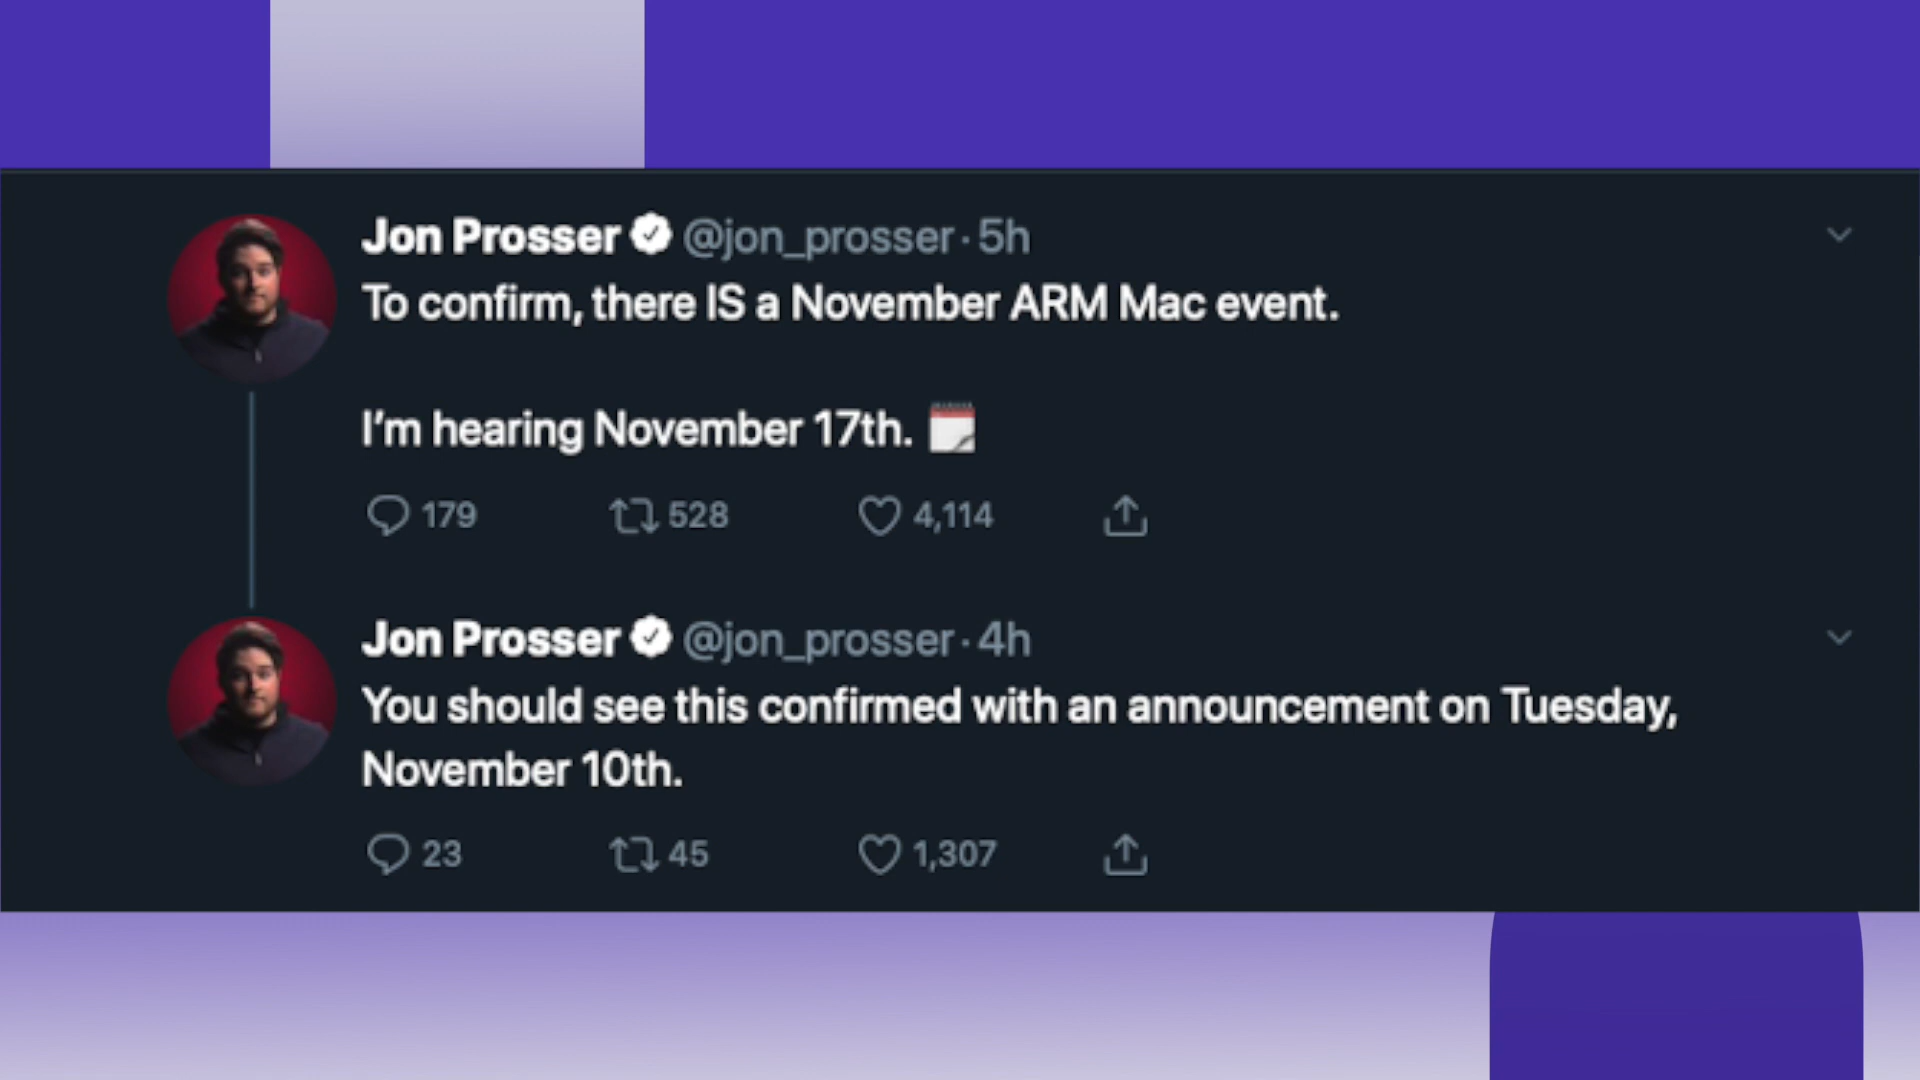 Jon Prosser @jon_prosser · 5h
To confirm, there IS a November ARM Mac event.
I’m hearing November 17th.
179 528 4,114
Jon Prosser @jon_prosser · 4h
You should see this confirmed with an announcement on Tuesday,
November 10th.
23 45 1,307